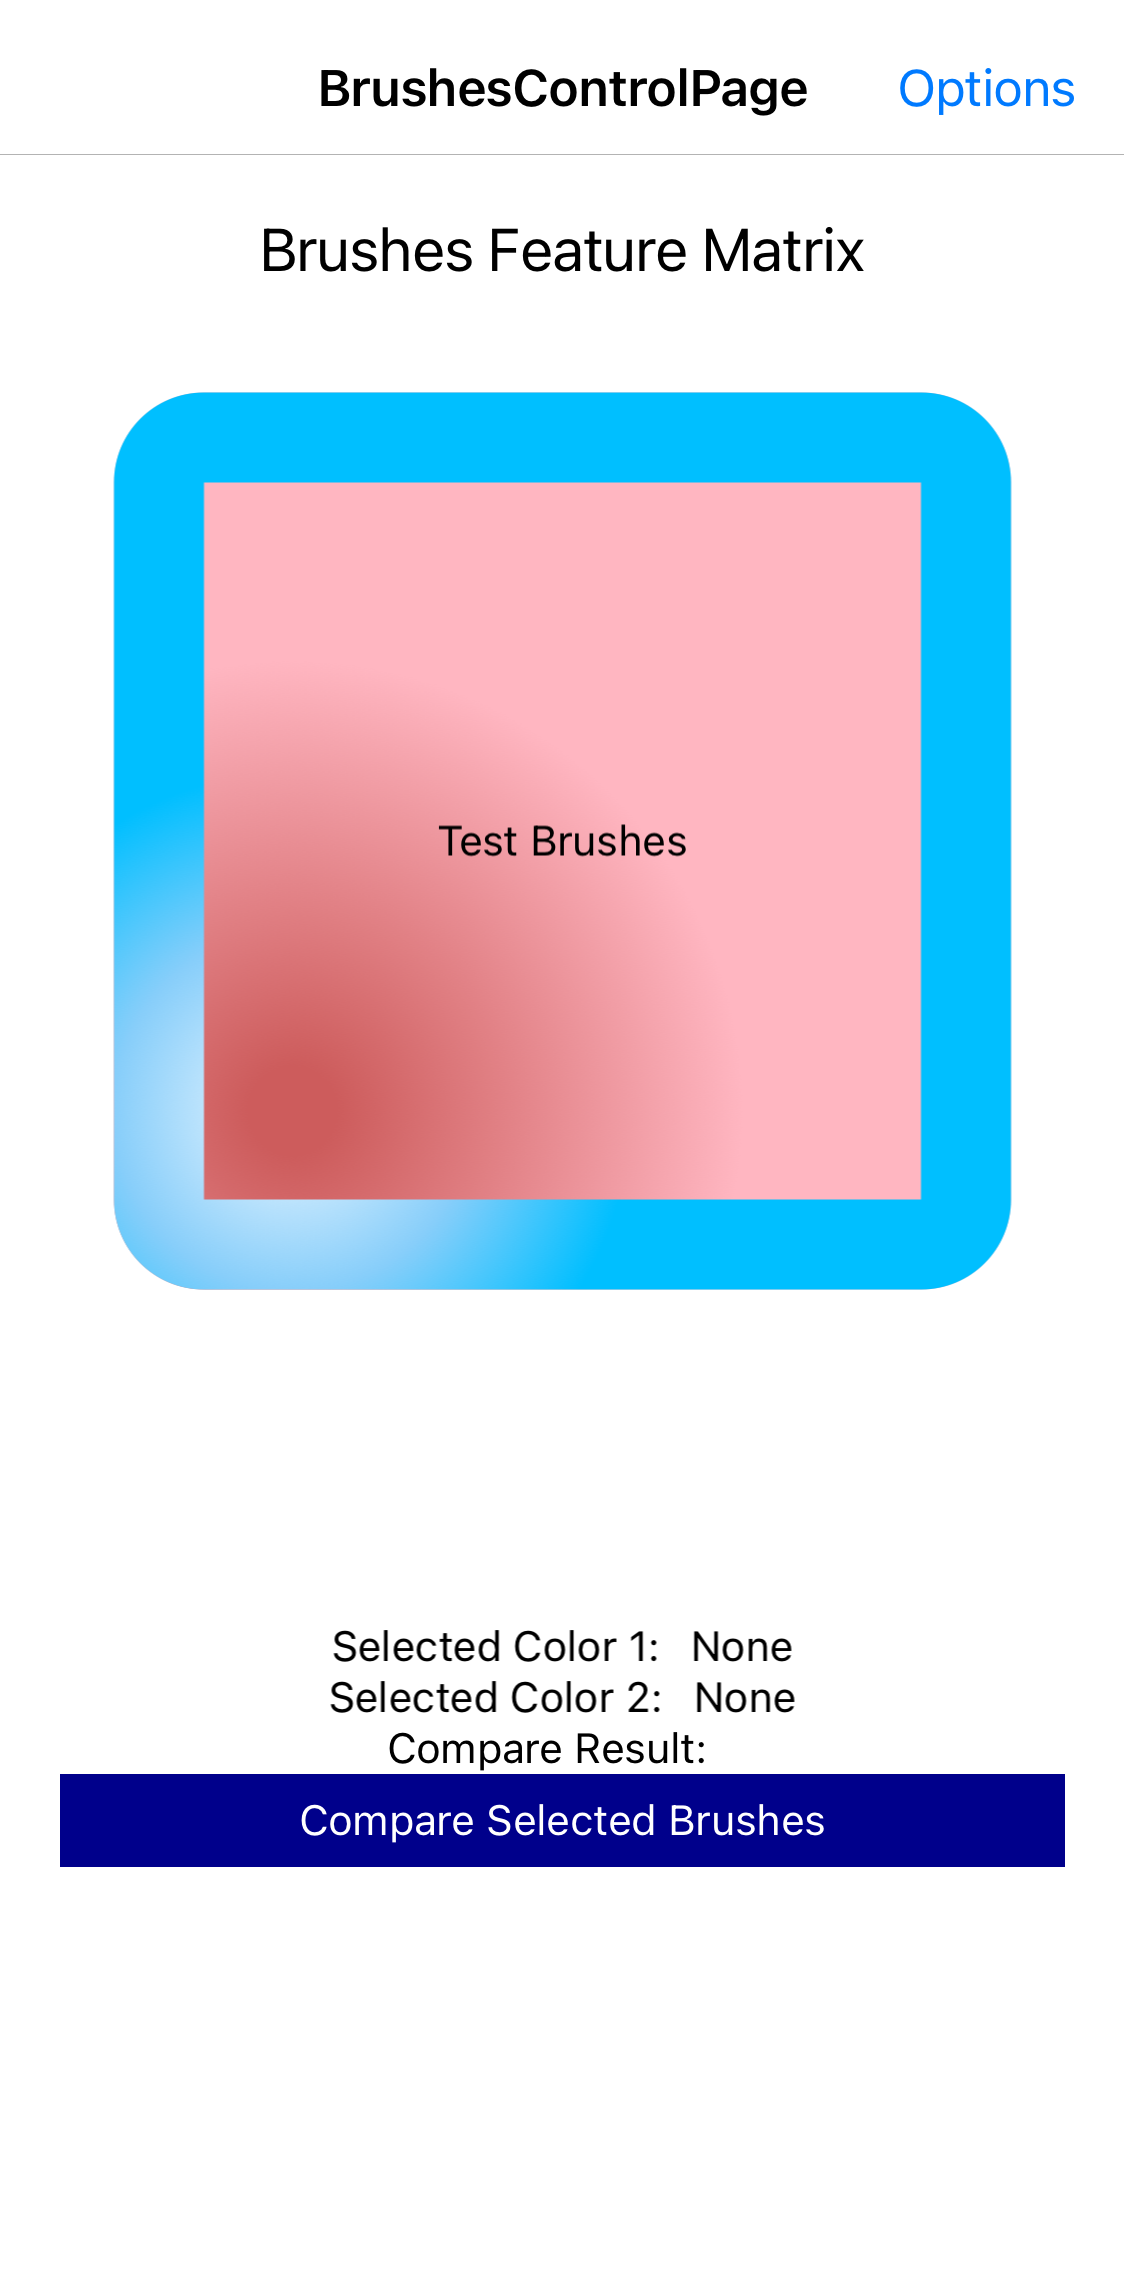 BrushesControlPage Options
Brushes Feature Matrix
Test Brushes
Selected Color 1: None
Selected Color 2: None
Compare Result:
Compare Selected Brushes